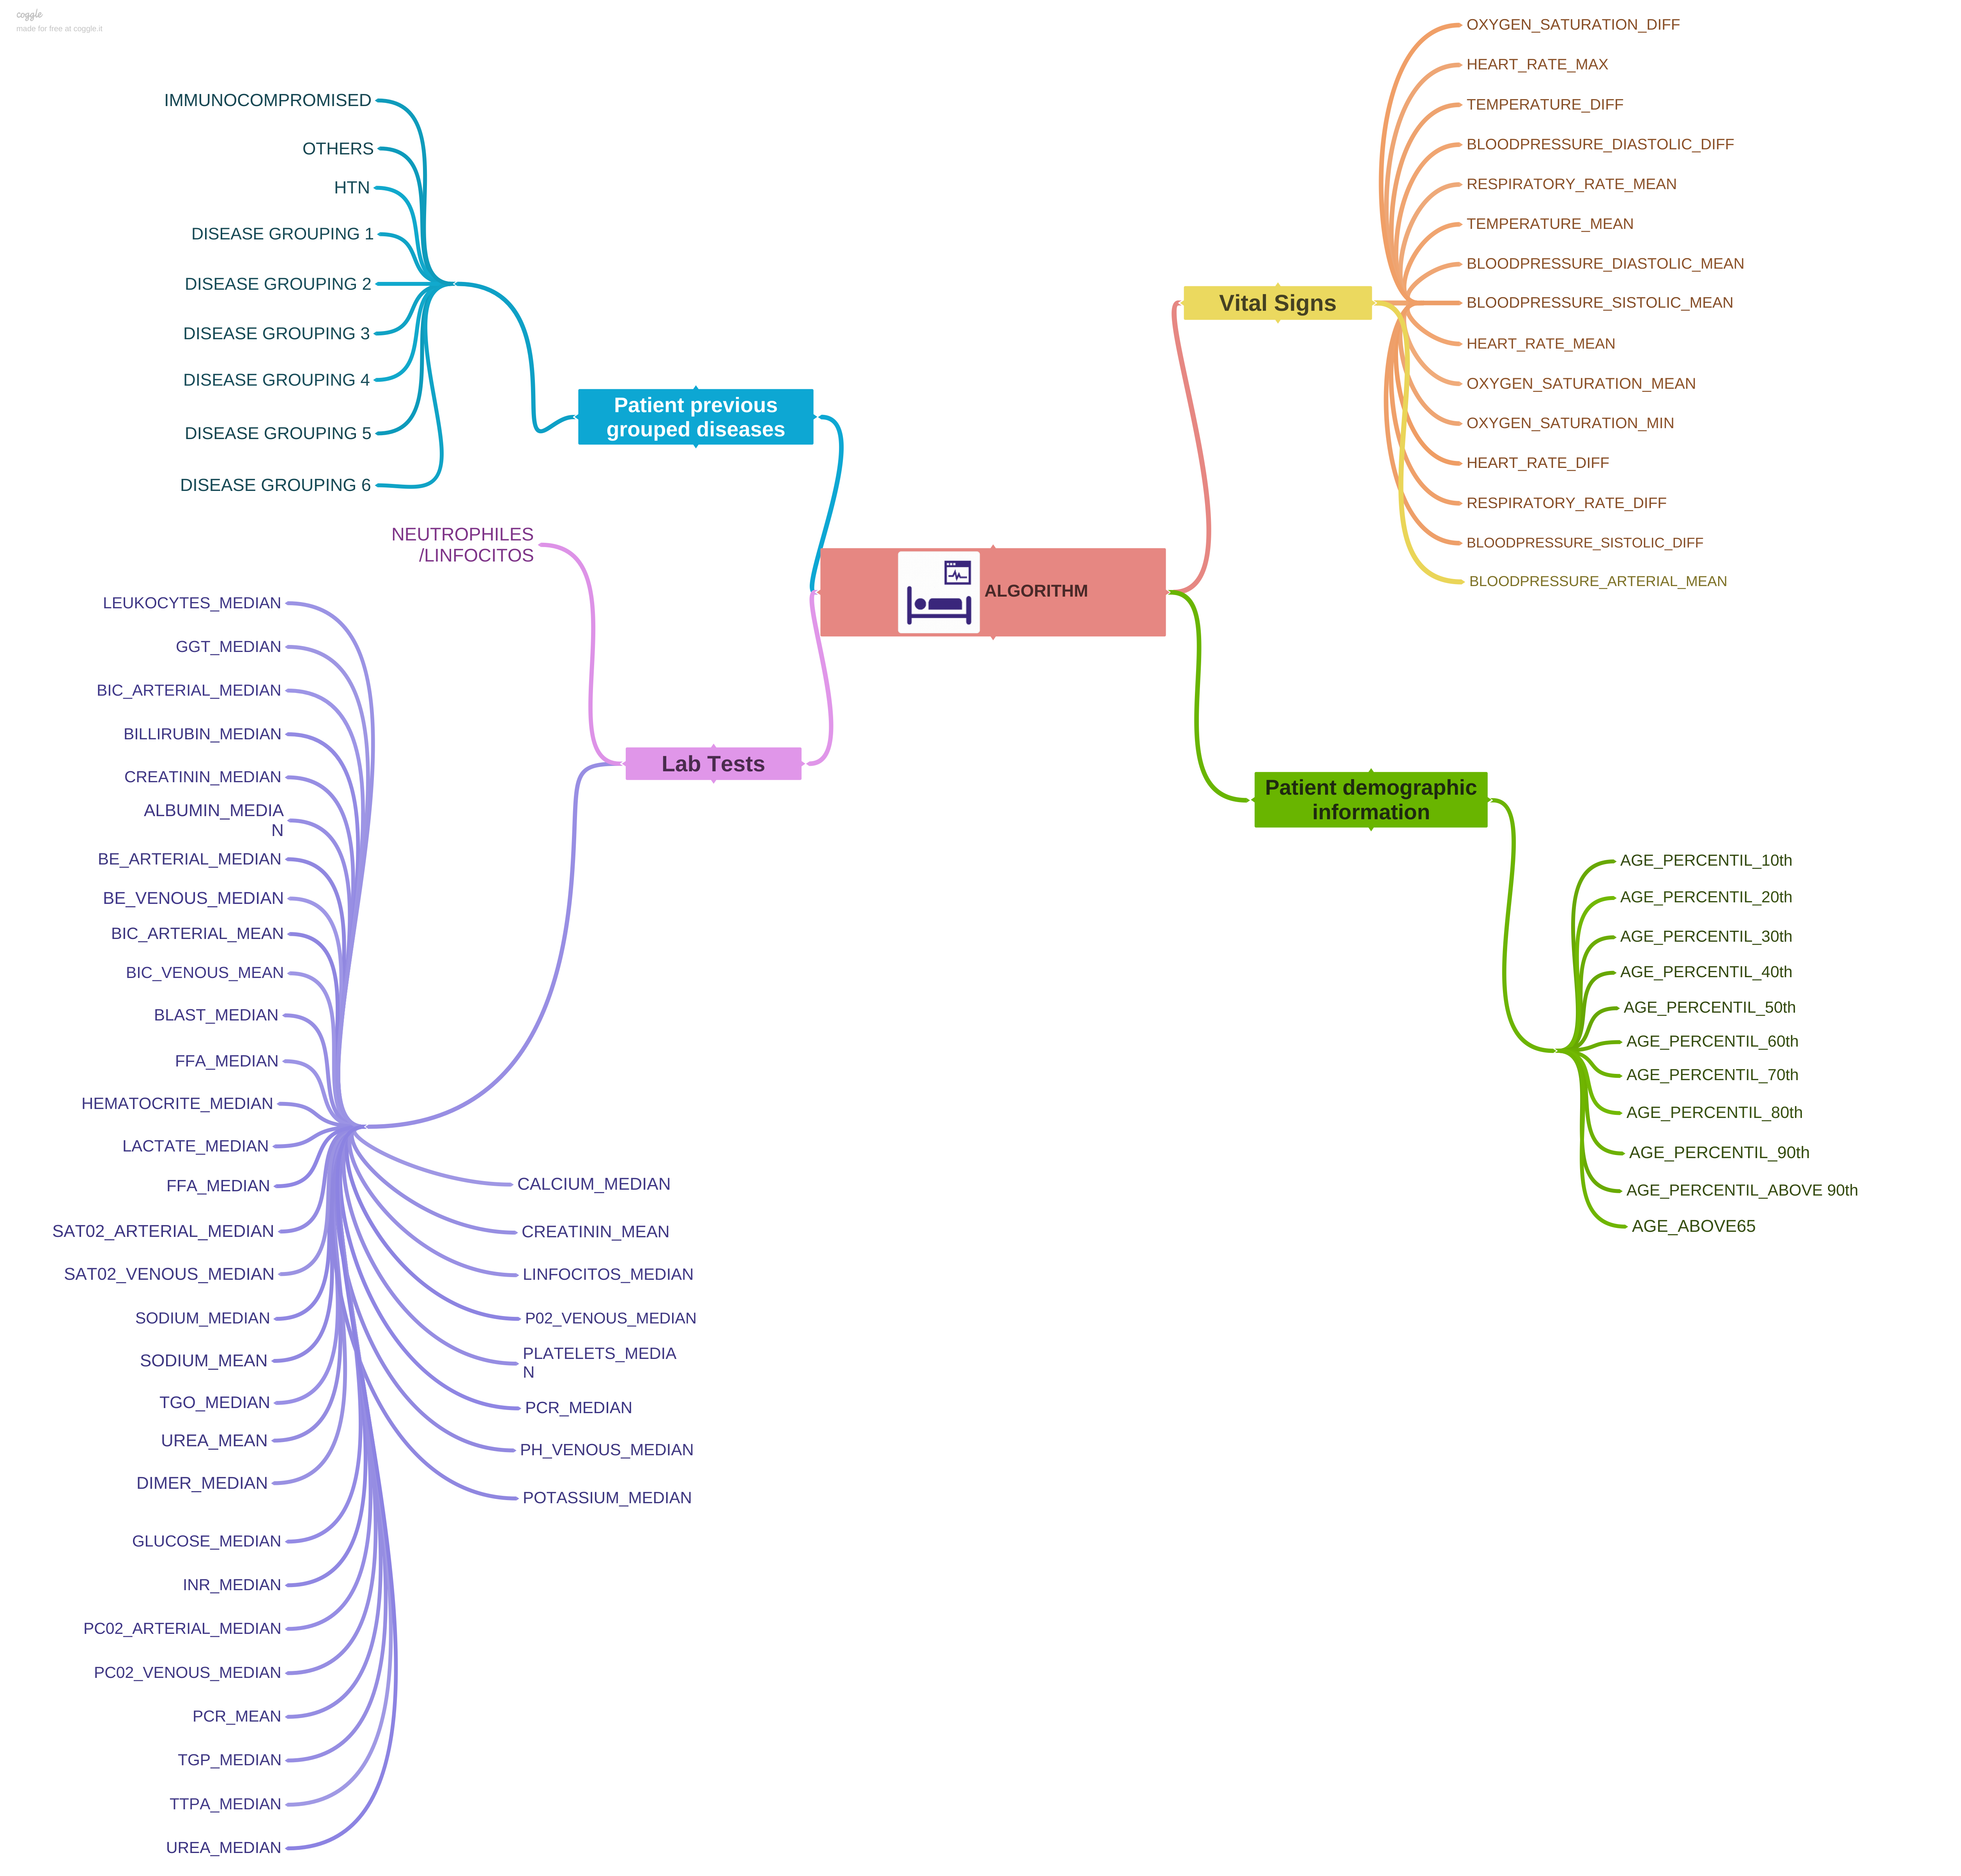 coggle
made for free at coggle.it
IMMUNOCOMPROMISED
OTHERS
HTN
DISEASE GROUPING 1
DISEASE GROUPING 2
DISEASE GROUPING 3
DISEASE GROUPING 4
DISEASE GROUPING 5
DISEASE GROUPING 6
Patient previous
grouped diseases
NEUTROPHILES
/LINFOCITOS
LEUKOCYTES_MEDIAN
GGT_MEDIAN
BIC_ARTERIAL_MEDIAN
BILLIRUBIN_MEDIAN
CREATININ_MEDIAN
ALBUMIN_MEDIA
N
BE_ARTERIAL_MEDIAN
BE_VENOUS_MEDIAN
BIC_ARTERIAL_MEAN
BIC_VENOUS_MEAN
BLAST_MEDIAN
FFA_MEDIAN
HEMATOCRITE_MEDIAN
LACTATE_MEDIAN
FFA_MEDIAN
SAT02_ARTERIAL_MEDIAN
SAT02_VENOUS_MEDIAN
SODIUM_MEDIAN
SODIUM_MEAN
TGO_MEDIAN
UREA_MEAN
DIMER_MEDIAN
GLUCOSE_MEDIAN
INR_MEDIAN
PC02_ARTERIAL_MEDIAN
PC02_VENOUS_MEDIAN
PCR_MEAN
TGP_MEDIAN
TTPA_MEDIAN
UREA_MEDIAN
CALCIUM_MEDIAN
CREATININ_MEAN
LINFOCITOS_MEDIAN
P02_VENOUS_MEDIAN
PLATELETS_MEDIA
N
PCR_MEDIAN
PH_VENOUS_MEDIAN
POTASSIUM_MEDIAN
Lab Tests
ALGORITHM
Vital Signs
OXYGEN_SATURATION_DIFF
HEART_RATE_MAX
TEMPERATURE_DIFF
BLOODPRESSURE_DIASTOLIC_DIFF
RESPIRATORY_RATE_MEAN
TEMPERATURE_MEAN
BLOODPRESSURE_DIASTOLIC_MEAN
BLOODPRESSURE_SISTOLIC_MEAN
HEART_RATE_MEAN
OXYGEN_SATURATION_MEAN
OXYGEN_SATURATION_MIN
HEART_RATE_DIFF
RESPIRATORY_RATE_DIFF
BLOODPRESSURE_SISTOLIC_DIFF
BLOODPRESSURE_ARTERIAL_MEAN
Patient demographic
information
AGE_PERCENTIL_10th
AGE_PERCENTIL_20th
AGE_PERCENTIL_30th
AGE_PERCENTIL_40th
AGE_PERCENTIL_50th
AGE_PERCENTIL_60th
AGE_PERCENTIL_70th
AGE_PERCENTIL_80th
AGE_PERCENTIL_90th
AGE_PERCENTIL_ABOVE 90th
AGE_ABOVE65